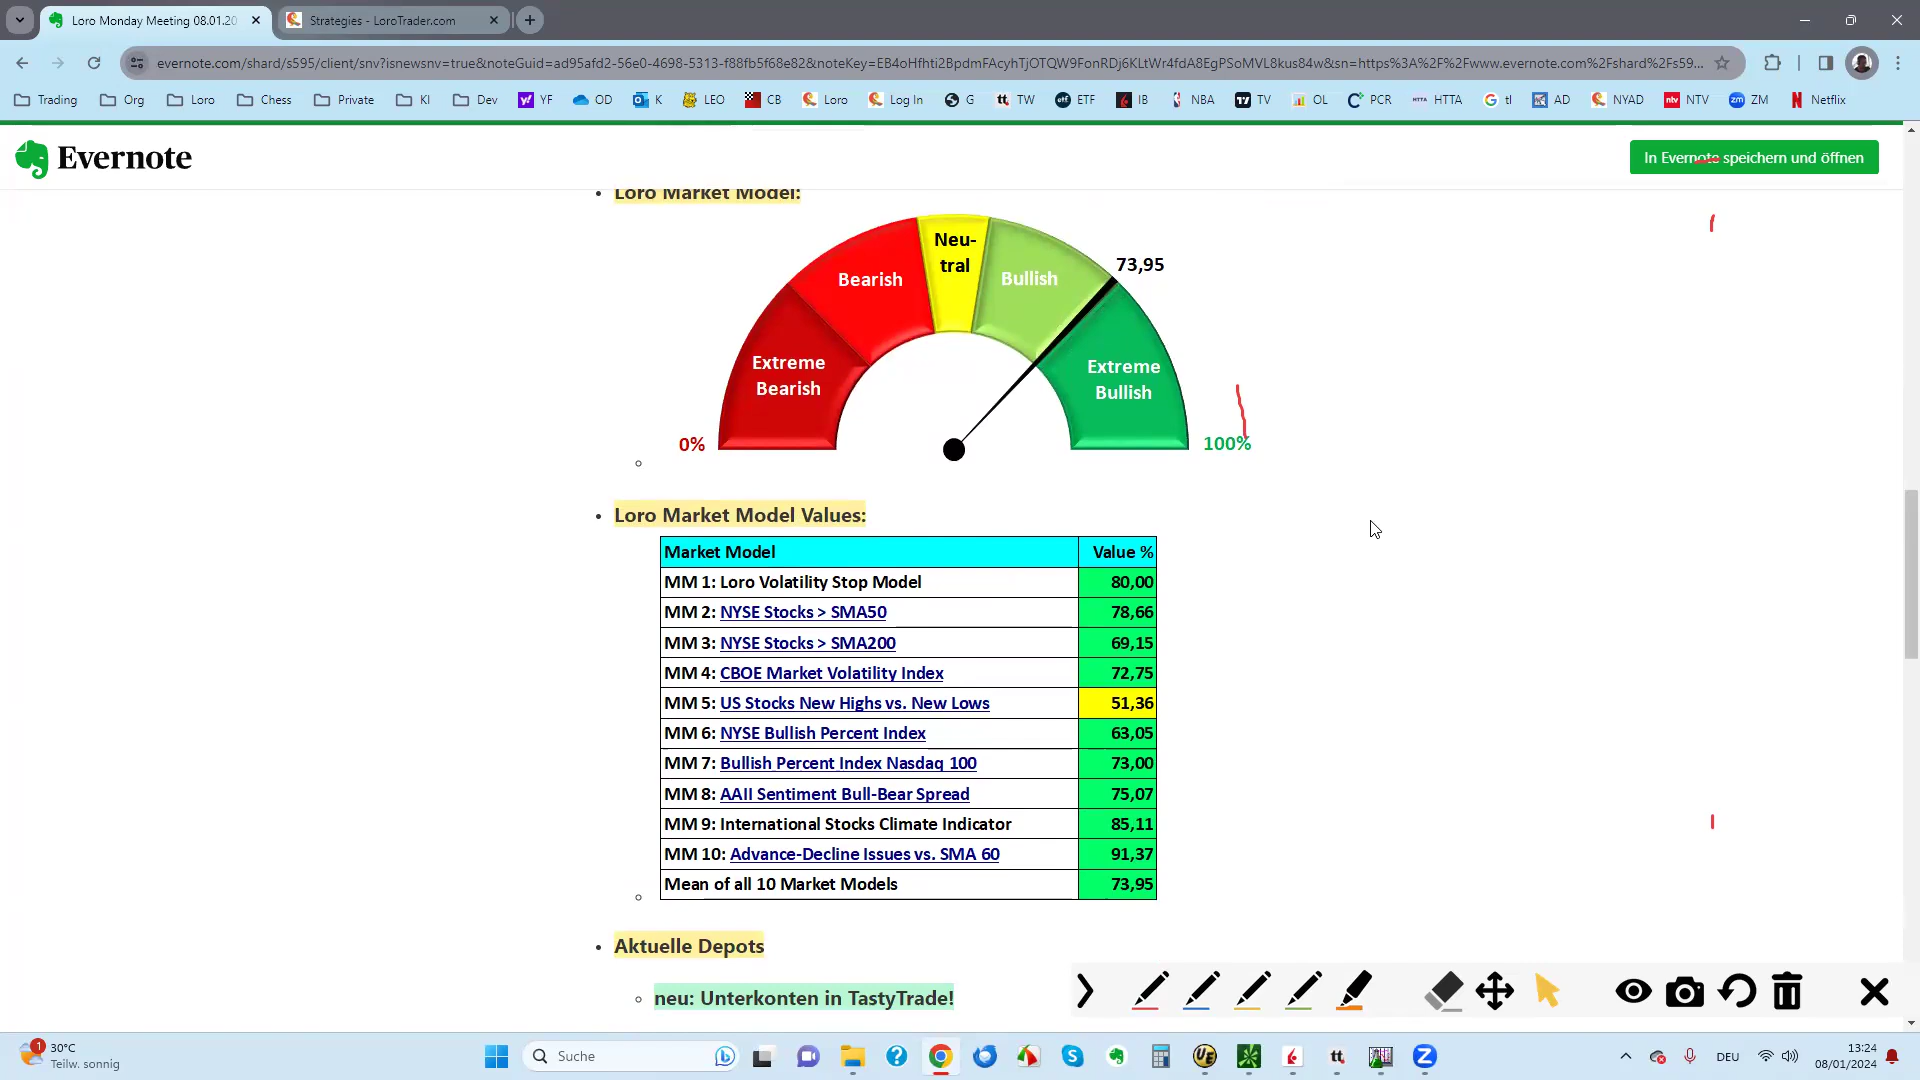 Loro Monday Meeting 08.01.20
Strategies - LoroTrader.com
evernote.com/shard/s595/client/snv?isnewsnv=true&noteGuid=ad95afd2-56e0-4698-5313-f88fb5f68e82&noteKey=EB4oHfhti2BpdmFAcyhTjOTQW9FonRDj6KLtWr4fdA8EgPSoMVL8kus84w&sn=https%3A%2F%2Fwww.evernote.com%2Fshard%2Fs59...
Trading Org Loro Chess Private KI Dev YF OD K LEO CB Loro Log In G TW ETF IB NBA TV OL PCR HTTA tl AD NYAD NTV ZM Netflix
Evernote
In Evernote speichern und öffnen
Loro Market Model:
Neu-
tral
73,95
Bearish
Bullish
Extreme
Bearish
Extreme
Bullish
0%
100%
Loro Market Model Values:
Market Model Value %
MM 1: Loro Volatility Stop Model 80,00
MM 2: NYSE Stocks > SMA50 78,66
MM 3: NYSE Stocks > SMA200 69,15
MM 4: CBOE Market Volatility Index 72,75
MM 5: US Stocks New Highs vs. New Lows 51,36
MM 6: NYSE Bullish Percent Index 63,05
MM 7: Bullish Percent Index Nasdaq 100 73,00
MM 8: AAII Sentiment Bull-Bear Spread 75,07
MM 9: International Stocks Climate Indicator 85,11
MM 10: Advance-Decline Issues vs. SMA 60 91,37
Mean of all 10 Market Models 73,95
Aktuelle Depots
neu: Unterkonten in TastyTrade!
1
30°C
Teilw. sonnig
Suche
DEU
13:24
08/01/2024